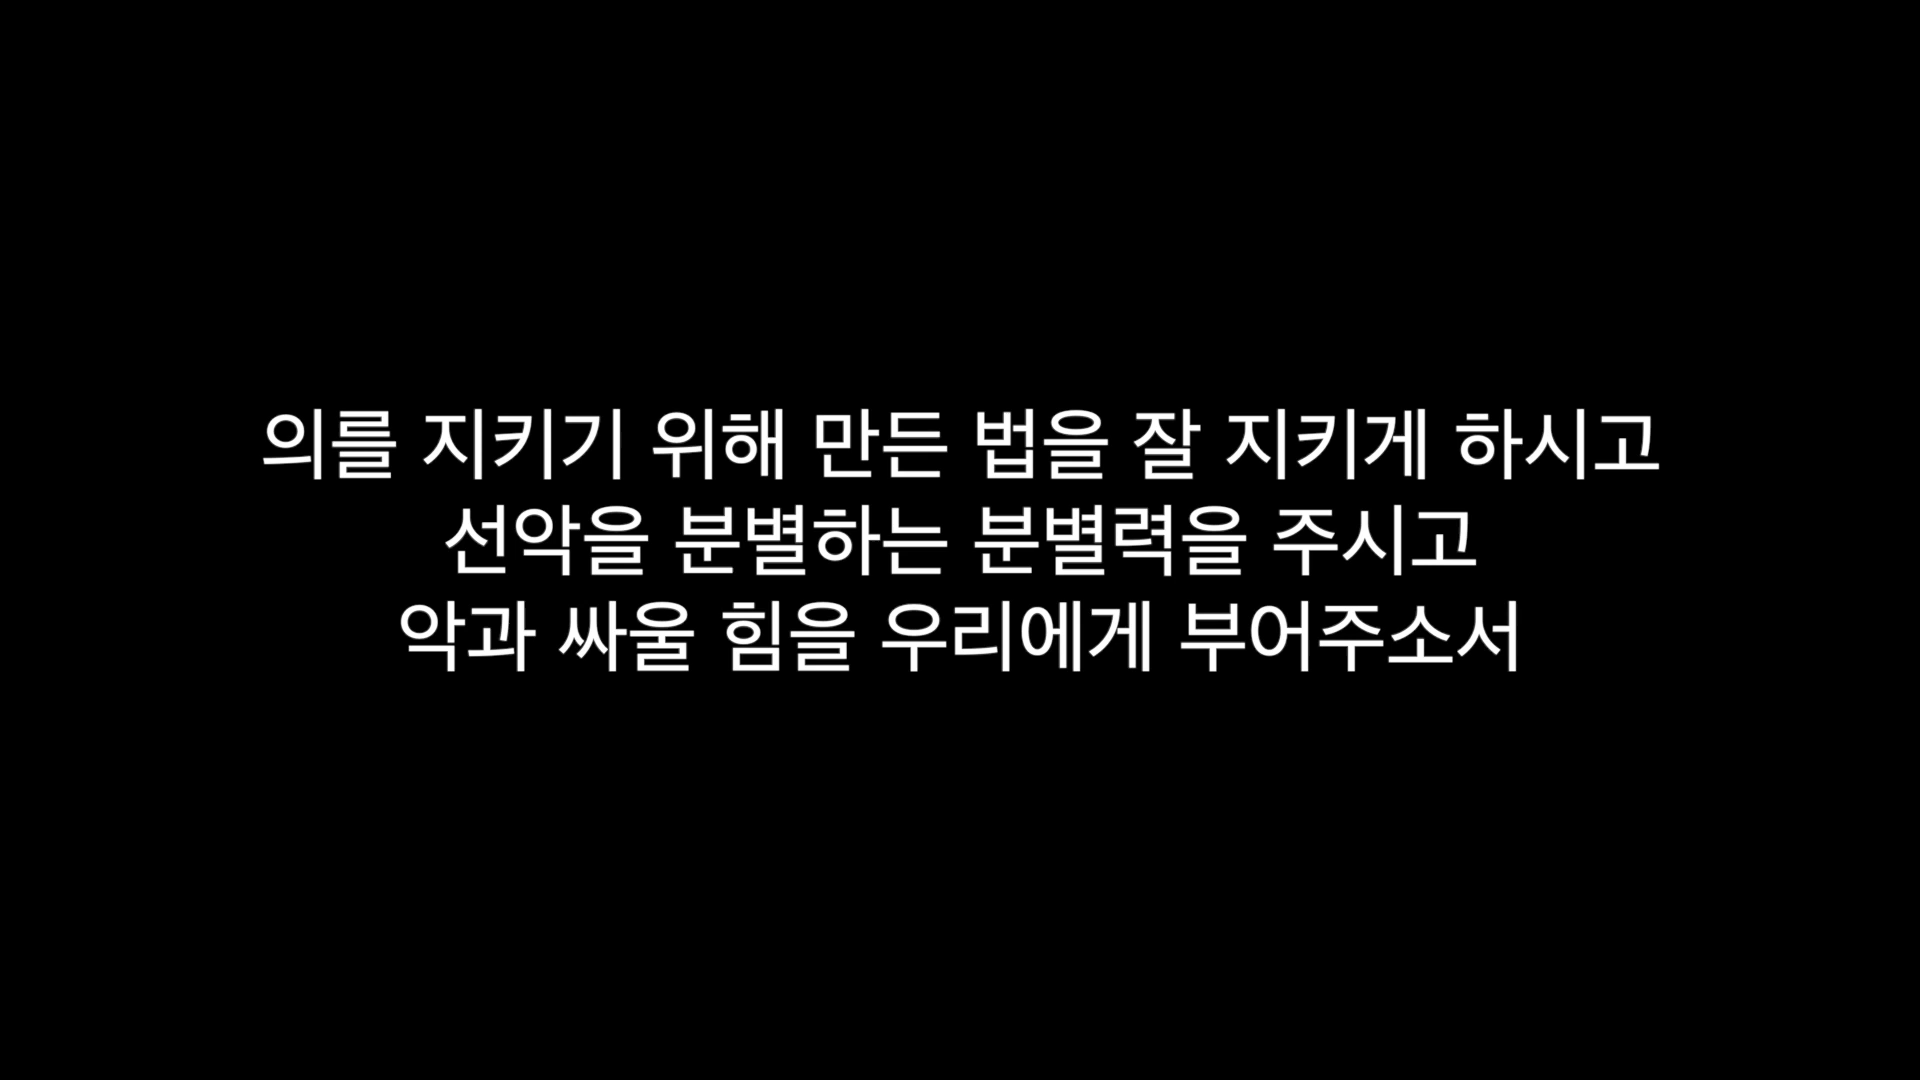 의를 지키기 위해 만든 법을 잘 지키게 하시고
선악을 분별하는 분별력을 주시고
악과 싸울 힘을 우리에게 부어주소서